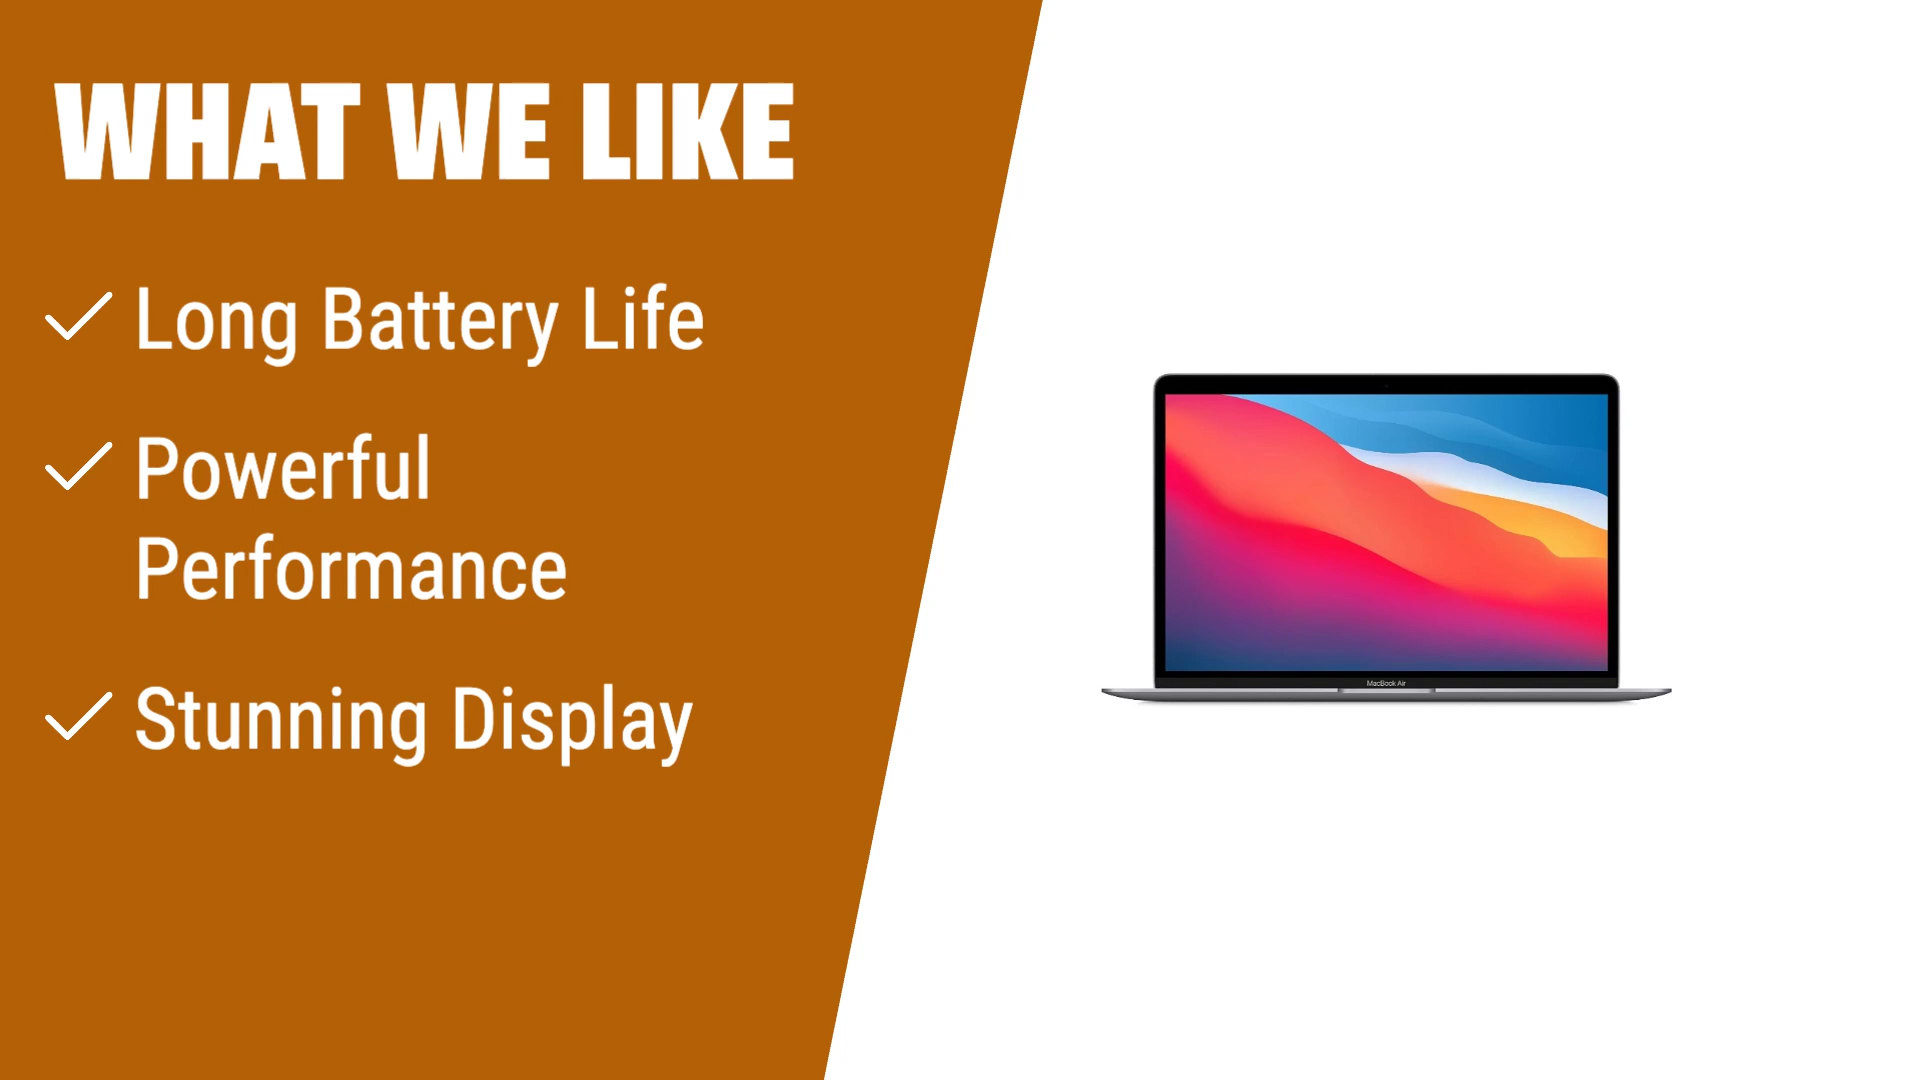 WHAT WE LIKE
Long Battery Life
Powerful
Performance
Stunning Display
MacBook Air